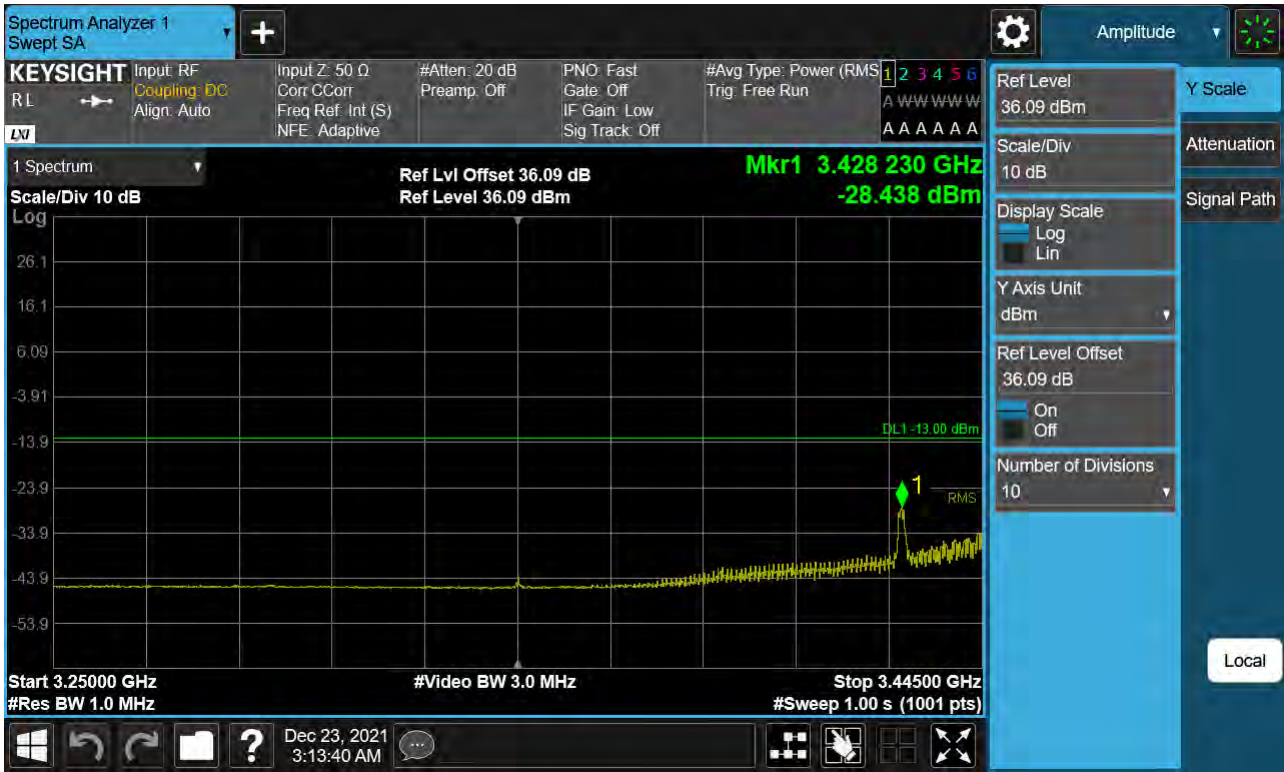 Spectrum Analyzer 1
Swept SA
+
Amplitude
KEYSIGHT
RL
LXI
Input: RF
Coupling: DC
Align: Auto
Input Z: 50 Ω
Corr CCorr
Freq Ref: Int (S)
NFE: Adaptive
#Atten: 20 dB
Preamp: Off
PNO: Fast
Gate: Off
IF Gain: Low
Sig Track: Off
#Avg Type: Power (RMS
Trig: Free Run
1 2 3 4 5 6
A W W W W W
A A A A A A
1 Spectrum
Scale/Div 10 dB
Log
Ref Lvl Offset 36.09 dB
Ref Level 36.09 dBm
Mkr1 3.428 230 GHz
-28.438 dBm
26.1
16.1
6.09
-3.91
-13.9
-23.9
-33.9
-43.9
-53.9
DL1 -13.00 dBm
1
RMS
Start 3.25000 GHz
#Res BW 1.0 MHz
#Video BW 3.0 MHz
Stop 3.44500 GHz
#Sweep 1.00 s (1001 pts)
Ref Level
36.09 dBm
Scale/Div
10 dB
Display Scale
Log
Lin
Y Axis Unit
dBm
Ref Level Offset
36.09 dB
On
Off
Number of Divisions
10
Y Scale
Attenuation
Signal Path
Local
?
Dec 23, 2021
3:13:40 AM